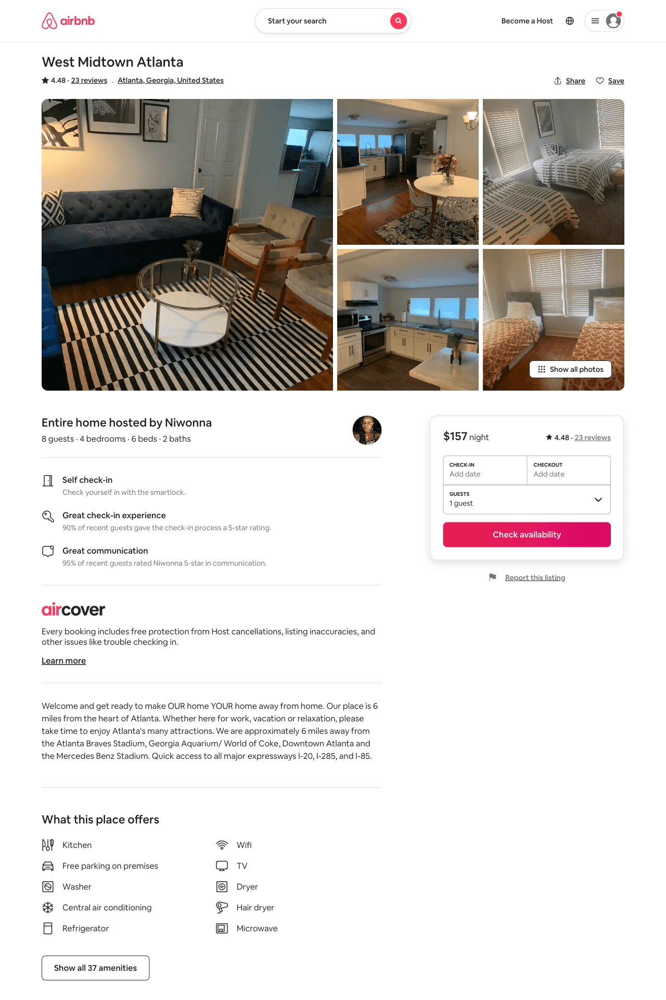 airbnb
Start your search
Become a Host
West Midtown Atlanta
4.48 · 23 reviews . Atlanta, Georgia, United States
Share
Save
Show all photos
Entire home hosted by Niwonna
8 guests · 4 bedrooms · 6 beds · 2 baths
Self check-in
Check yourself in with the smartlock.
Great check-in experience
90% of recent guests gave the check-in process a 5-star rating.
Great communication
95% of recent guests rated Niwonna 5-star in communication.
$157 night
4.48 · 23 reviews
CHECK-IN
Add date
CHECKOUT
Add date
GUESTS
1 guest
Check availability
Report this listing
aircover
Every booking includes free protection from Host cancellations, listing inaccuracies, and
other issues like trouble checking in.
Learn more
Welcome and get ready to make OUR home YOUR home away from home. Our place is 6
miles from the heart of Atlanta. Whether here for work, vacation or relaxation, please
take time to enjoy Atlanta's many attractions. We are approximately 6 miles away from
the Atlanta Braves Stadium, Georgia Aquarium/ World of Coke, Downtown Atlanta and
the Mercedes Benz Stadium. Quick access to all major expressways I-20, I-285, and I-85.
What this place offers
Kitchen
Wifi
Free parking on premises
TV
Washer
Dryer
Central air conditioning
Hair dryer
Refrigerator
Microwave
Show all 37 amenities